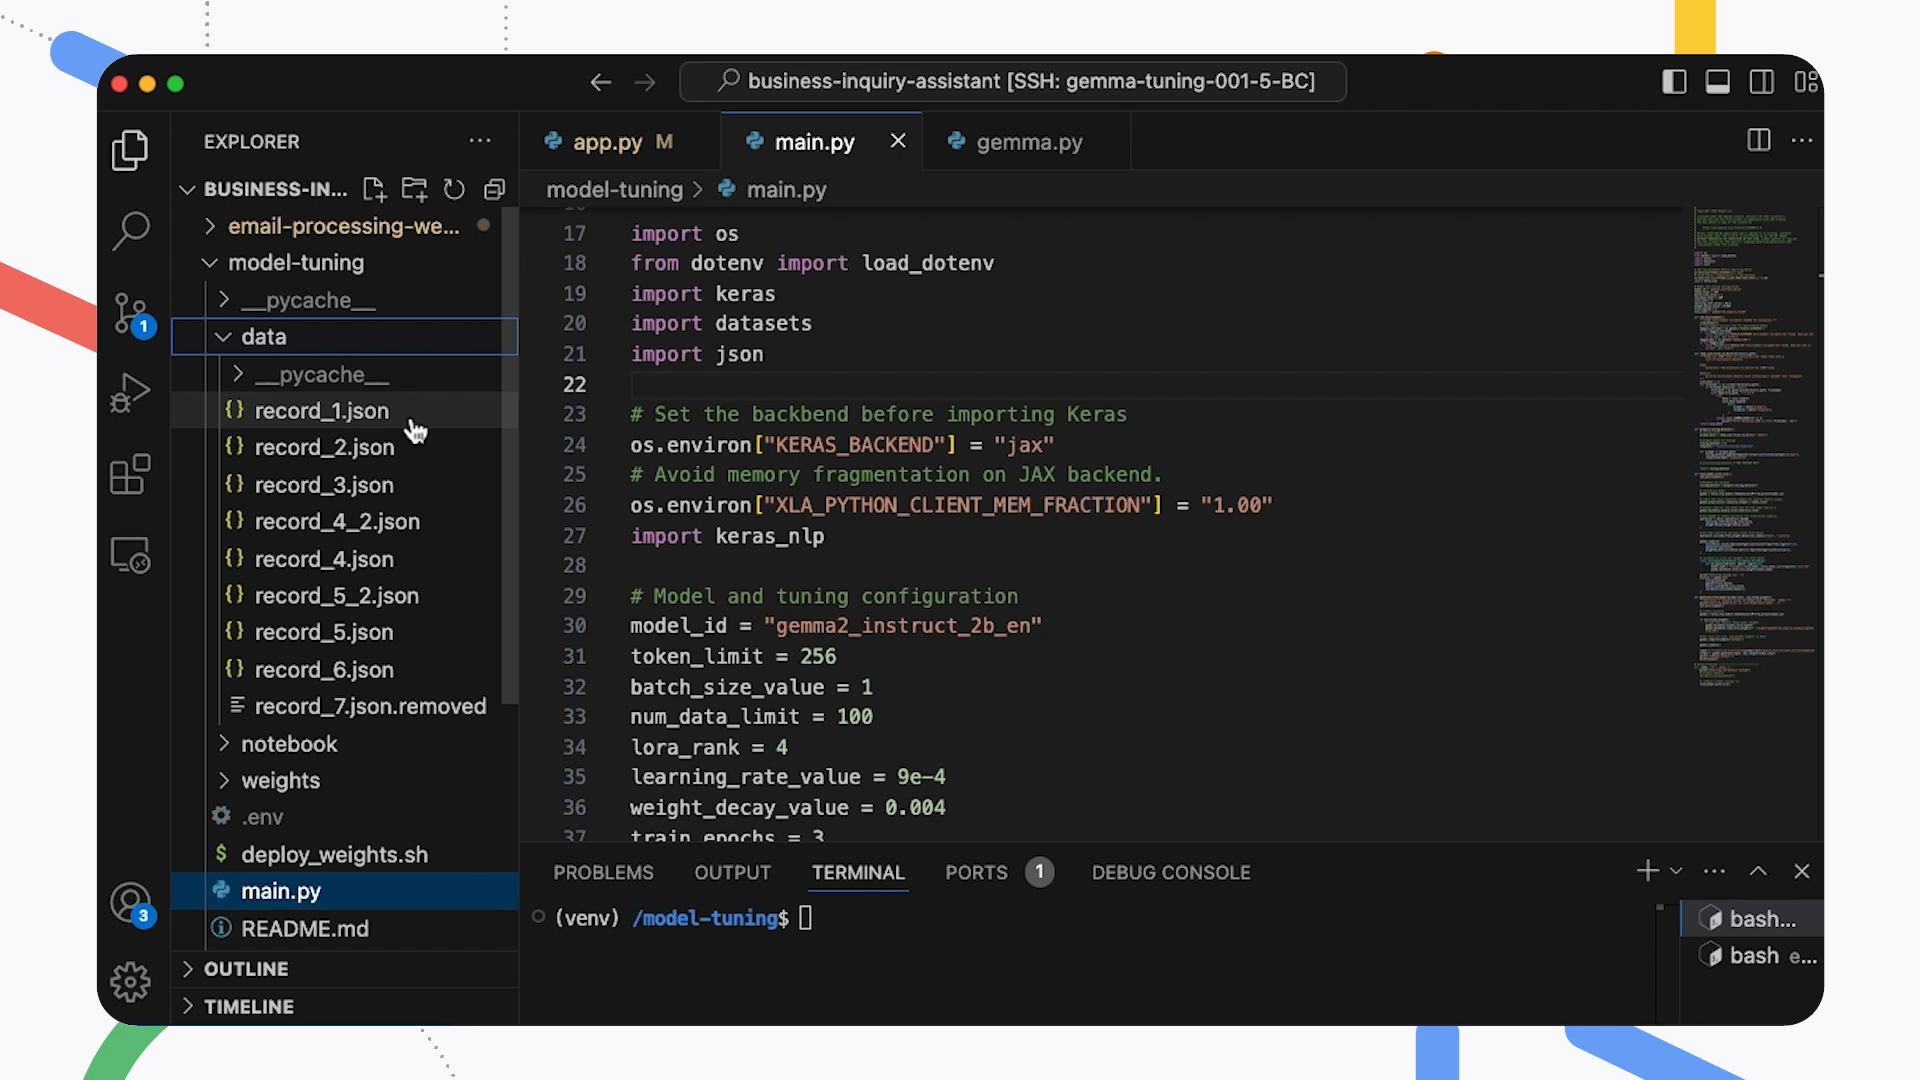 business-inquiry-assistant [SSH: gemma-tuning-001-5-BC]
EXPLORER
BUSINESS-IN...
email-processing-we...
model-tuning
__pycache__
data
__pycache__
record_1.json
record_2.json
record_3.json
record_4_2.json
record_4.json
record_5_2.json
record_5.json
record_6.json
record_7.json.removed
notebook
weights
.env
deploy_weights.sh
main.py
README.md
OUTLINE
TIMELINE
1
3
app.py M
main.py
gemma.py
model-tuning > main.py
17 import os
18 from dotenv import load_dotenv
19 import keras
20 import datasets
21 import json
22
23 # Set the backbend before importing Keras
24 os.environ["KERAS_BACKEND"] = "jax"
25 # Avoid memory fragmentation on JAX backend.
26 os.environ["XLA_PYTHON_CLIENT_MEM_FRACTION"] = "1.00"
27 import keras_nlp
28
29 # Model and tuning configuration
30 model_id = "gemma2_instruct_2b_en"
31 token_limit = 256
32 batch_size_value = 1
33 num_data_limit = 100
34 lora_rank = 4
35 learning_rate_value = 9e-4
36 weight_decay_value = 0.004
37 train_epochs = 3
PROBLEMS OUTPUT TERMINAL PORTS 1 DEBUG CONSOLE
(venv) /model-tuning$
bash...
bash e...